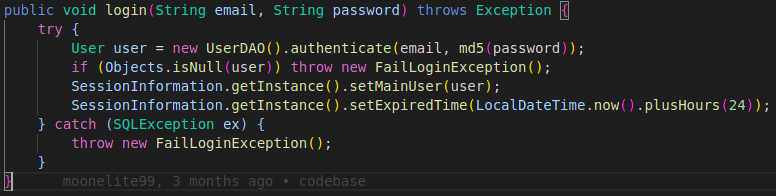 public void login(String email, String password) throws Exception {
    try {
        User user = new UserDAO().authenticate(email, md5(password));
        if (Objects.isNull(user)) throw new FailLoginException();
        SessionInformation.getInstance().setMainUser(user);
        SessionInformation.getInstance().setExpiredTime(LocalDateTime.now().plusHours(24));
    } catch (SQLException ex) {
        throw new FailLoginException();
    }
}      moonelite99, 3 months ago • codebase